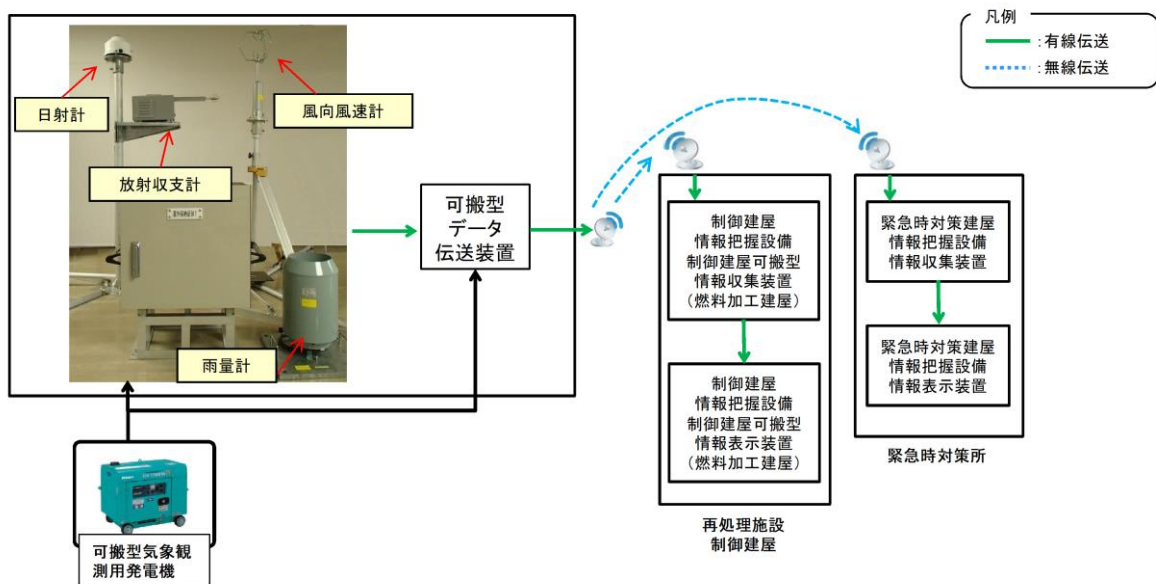 凡例
：有線伝送
：無線伝送
日射計
風向風速計
放射収支計
雨量計
可搬型
データ
伝送装置
可搬型気象観
測用発電機
制御建屋
情報把握設備
制御建屋可搬型
情報収集装置
（燃料加工建屋）
制御建屋
情報把握設備
制御建屋可搬型
情報表示装置
（燃料加工建屋）
再処理施設
制御建屋
緊急時対策建屋
情報把握設備
情報収集装置
緊急時対策建屋
情報把握設備
情報表示装置
緊急時対策所